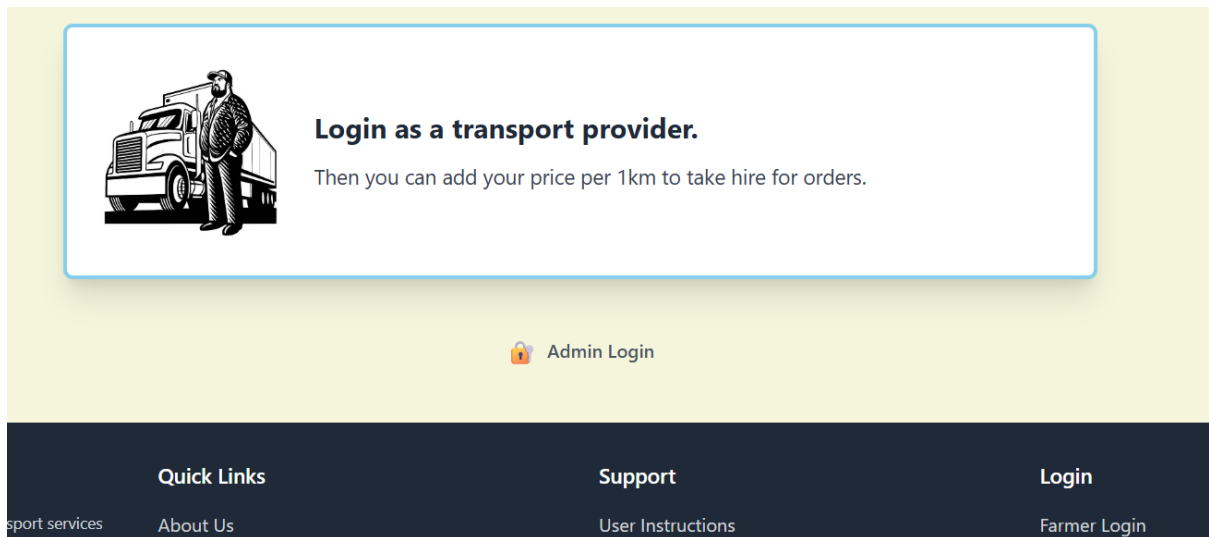 Login as a transport provider.
Then you can add your price per 1km to take hire for orders.
Admin Login
Quick Links
Support
Login
sport services
About Us
User Instructions
Farmer Login